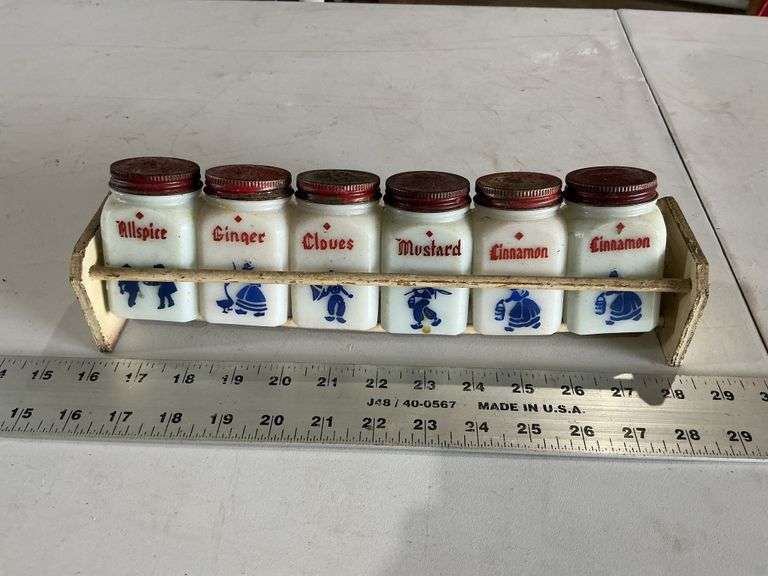 Allspice
Ginger
Cloves
Mustard
Cinnamon
Cinnamon
15 16 17 18 19 20 21 22 23 24 25 26 27 28 29
J48 / 40-0567 MADE IN U.S.A.
15 16 17 18 19 20 21 22 23 24 25 26 27 28 29